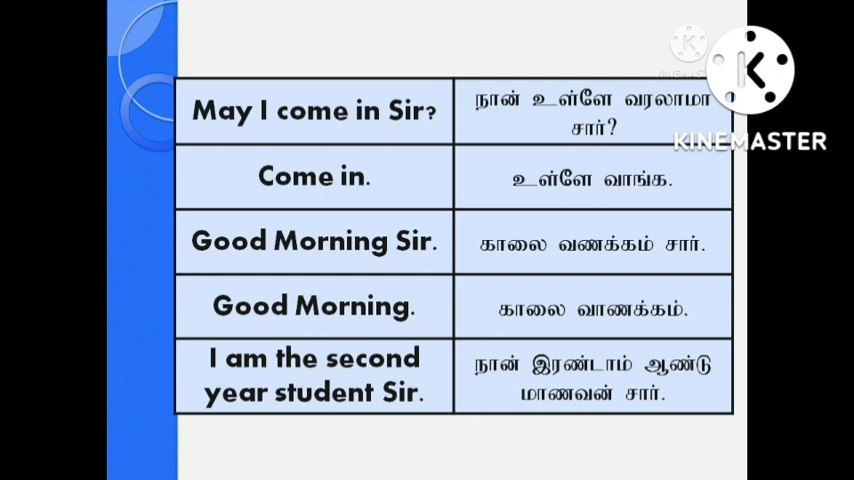 May I come in Sir?
நான் உள்ளே வரலாமா
சார்?
Come in.
உள்ளே வாங்க.
Good Morning Sir.
காலை வணக்கம் சார்.
Good Morning.
காலை வாணக்கம்.
I am the second
year student Sir.
நான் இரண்டாம் ஆண்டு
மாணவன் சார்.
K
KINEMASTER